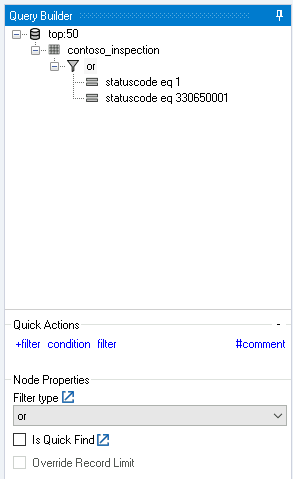 Query Builder
top:50
contoso_inspection
or
statuscode eq 1
statuscode eq 330650001
Quick Actions -
+filter condition filter #comment
Node Properties
Filter type
or
Is Quick Find
Override Record Limit